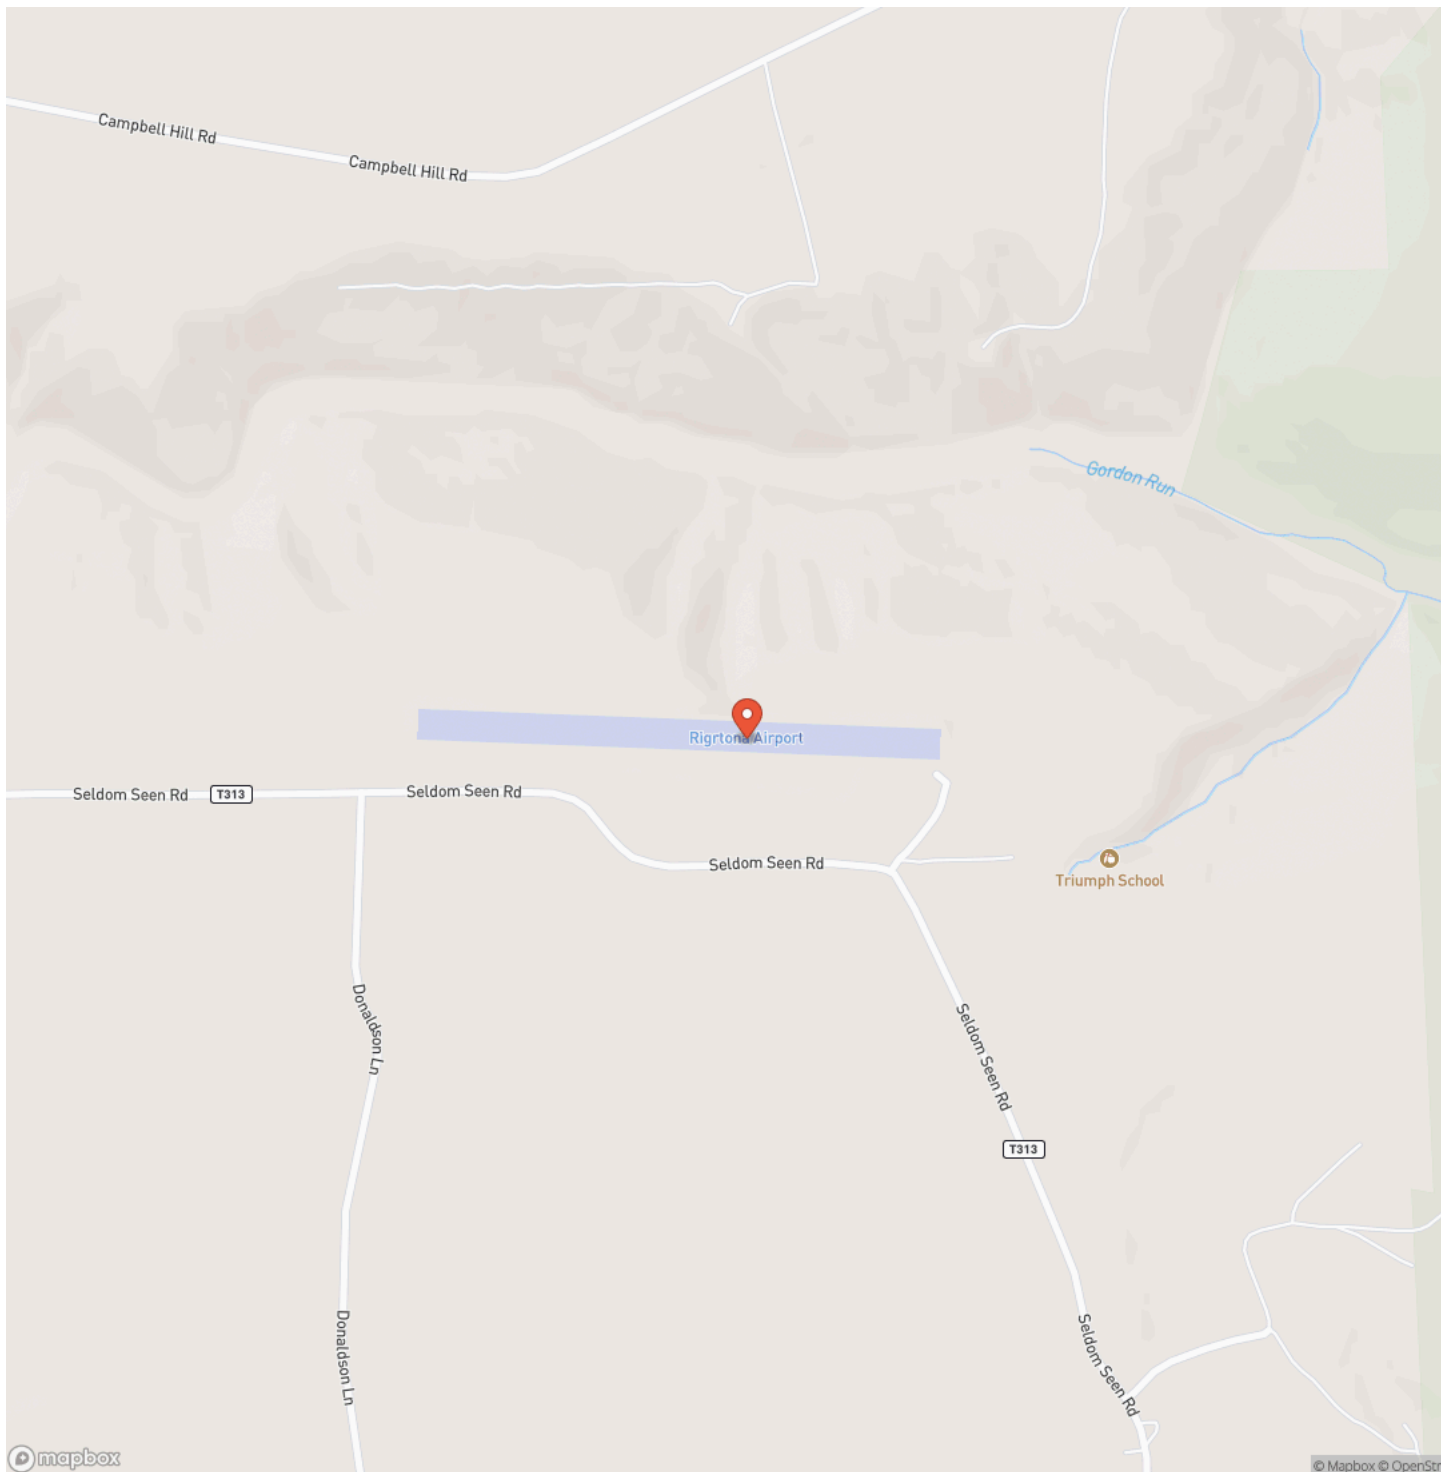 Campbell Hill Rd
Campbell Hill Rd
Gordon Run
Rigrtona Airport
Seldom Seen Rd
T313
Seldom Seen Rd
Seldom Seen Rd
Triumph School
Donaldson Ln
Seldom Seen Rd
T313
Donaldson Ln
Seldom Seen Rd
mapbox
© Mapbox © OpenStr